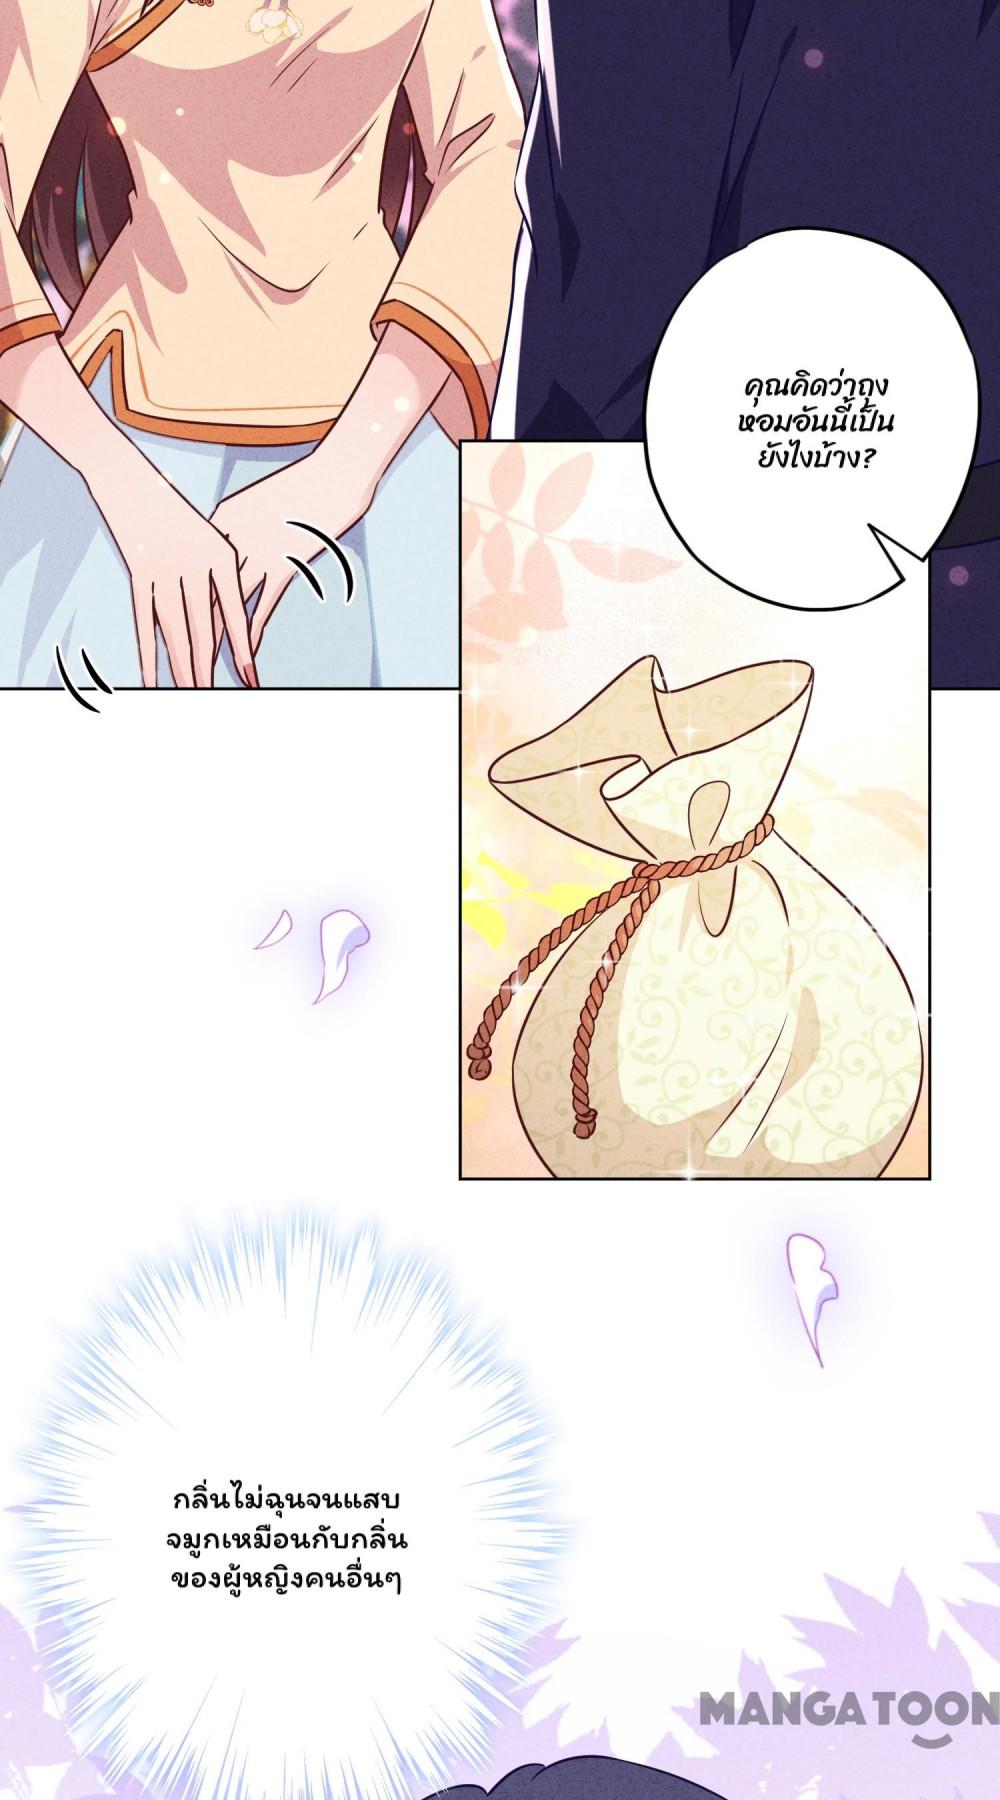 คุณคิดว่าถุง
หอมอันนี้เป็น
ยังไงบ้าง?
กลิ่นไม่ฉุนจนแสบ
จมูกเหมือนกับกลิ่น
ของผู้หญิงคนอื่นๆ
MANGATOON